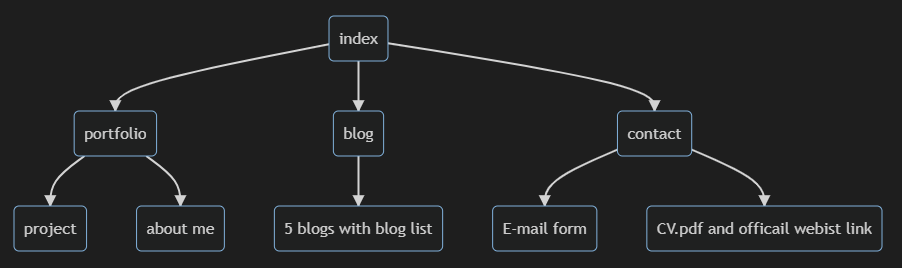 index
portfolio
blog
contact
project
about me
5 blogs with blog list
E-mail form
CV.pdf and officail webist link